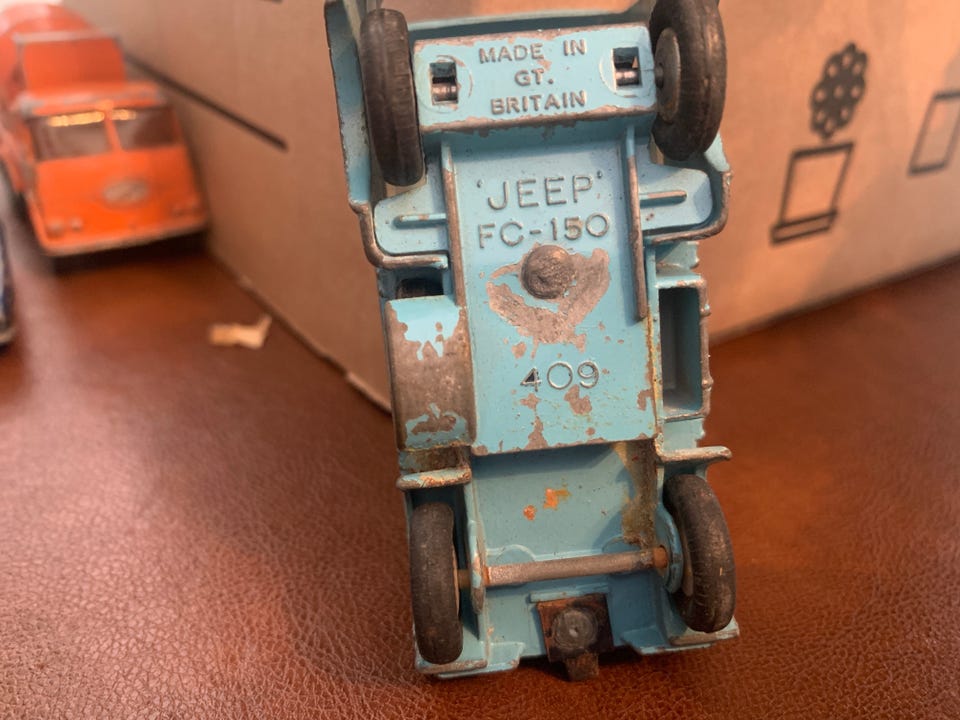 MADE IN
GT.
BRITAIN
'JEEP'
FC-150
409